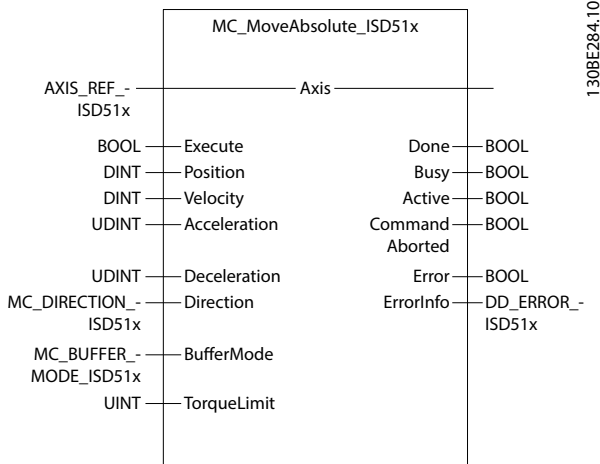 MC_MoveAbsolute_ISD51x
130BE284.10
AXIS_REF_-
ISD51x
Axis
BOOL Execute Done BOOL
DINT Position Busy BOOL
DINT Velocity Active BOOL
UDINT Acceleration Command
Aborted BOOL
UDINT Deceleration Error BOOL
MC_DIRECTION_-
ISD51x
Direction ErrorInfo DD_ERROR_-
ISD51x
MC_BUFFER_-
MODE_ISD51x
BufferMode
UINT TorqueLimit